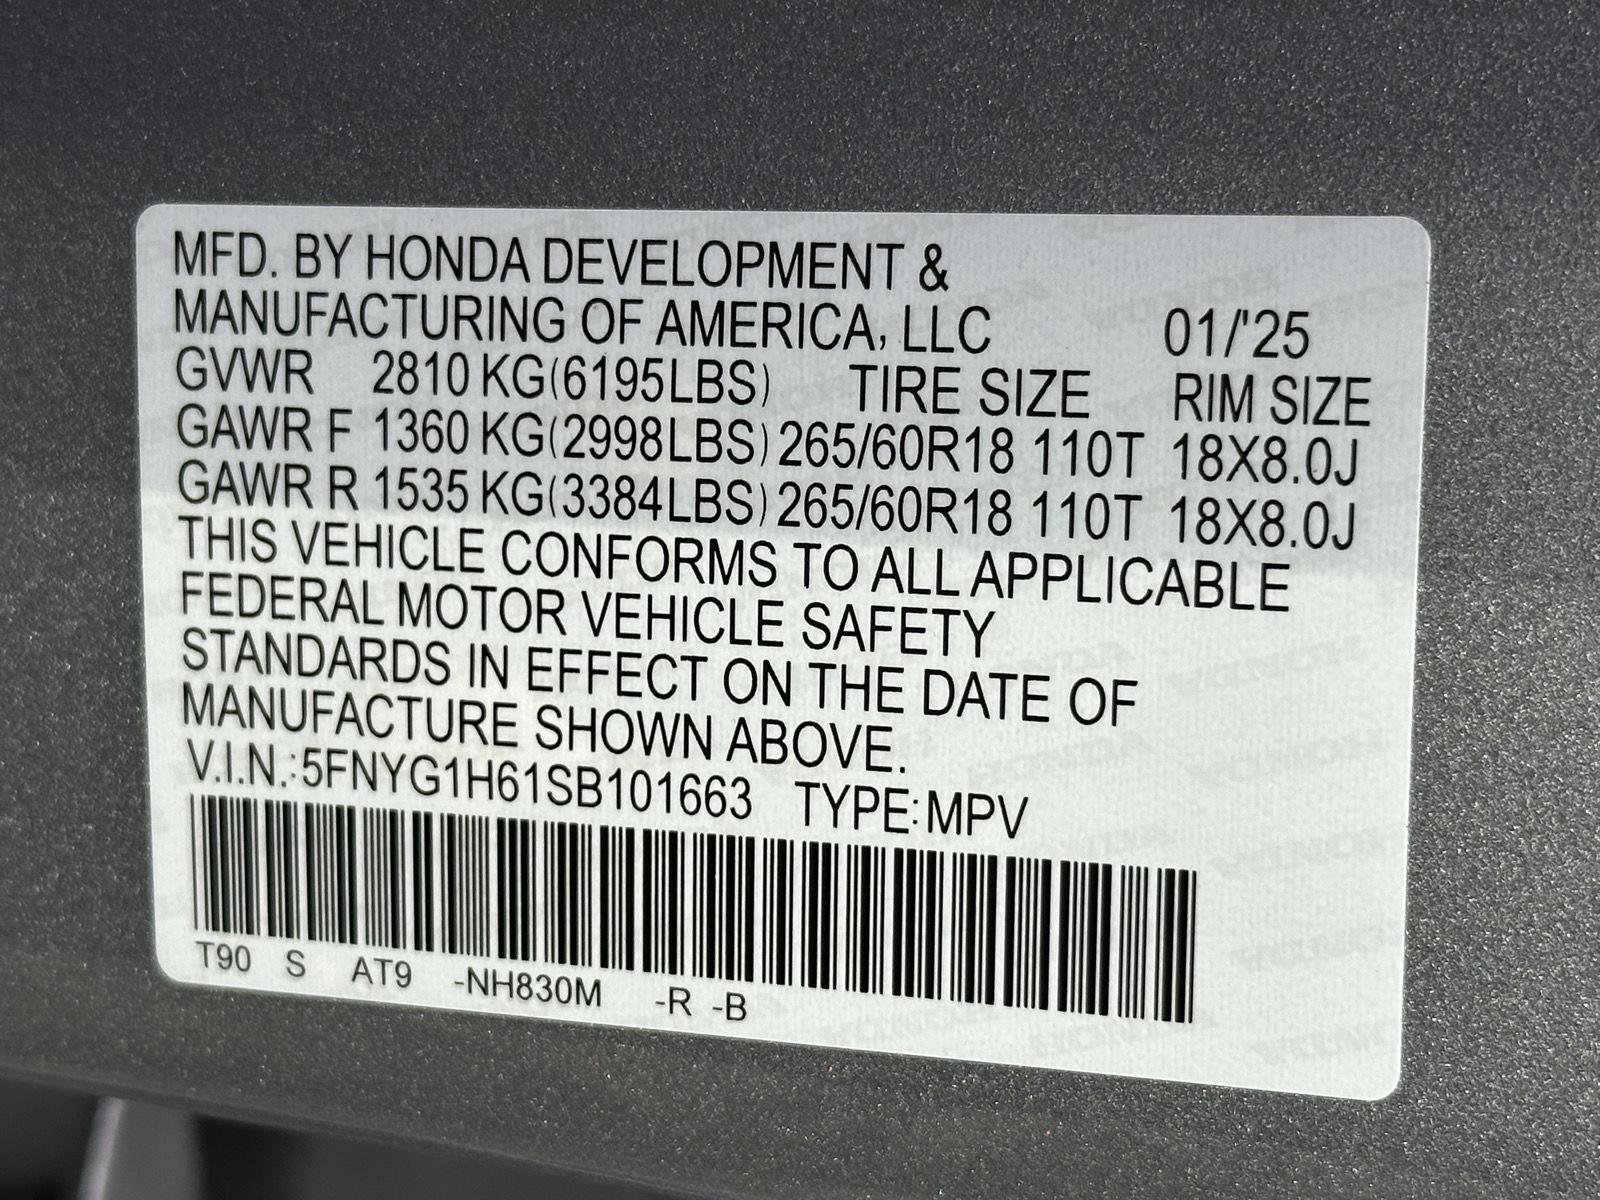 MFD. BY HONDA DEVELOPMENT &
MANUFACTURING OF AMERICA, LLC 01/'25
GVWR 2810 KG(6195LBS) TIRE SIZE RIM SIZE
GAWR F 1360 KG(2998LBS) 265/60R18 110T 18X8.0J
GAWR R 1535 KG(3384LBS) 265/60R18 110T 18X8.0J
THIS VEHICLE CONFORMS TO ALL APPLICABLE
FEDERAL MOTOR VEHICLE SAFETY
STANDARDS IN EFFECT ON THE DATE OF
MANUFACTURE SHOWN ABOVE.
V.I.N.:5FNYG1H61SB101663 TYPE:MPV
T90 S AT9 -NH830M -R -B